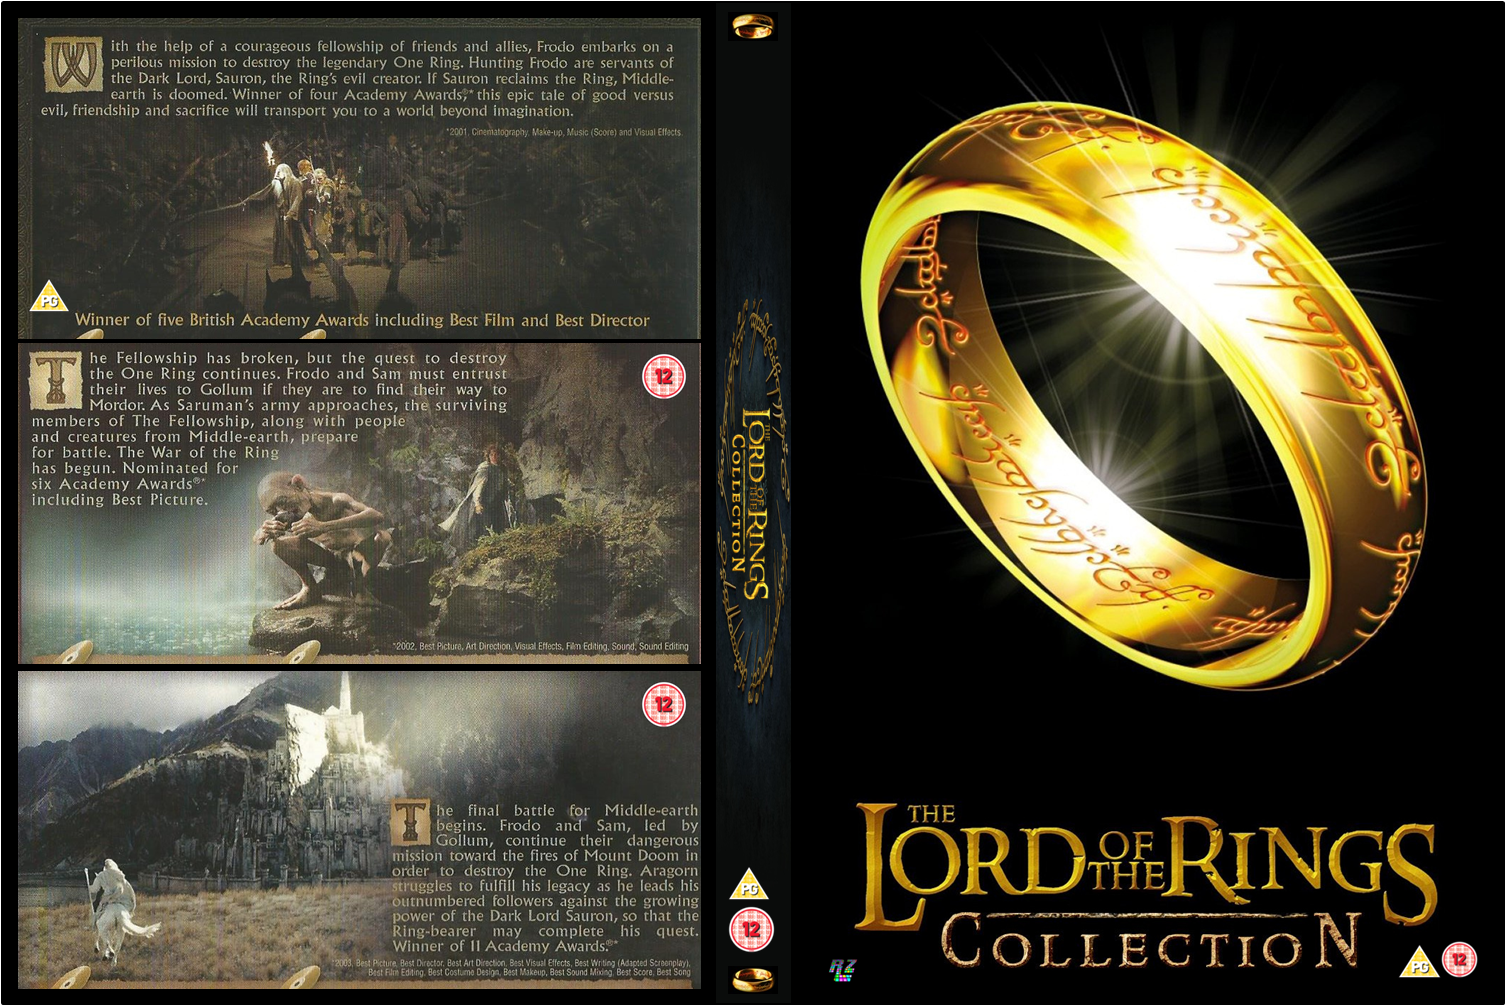 With the help of a courageous fellowship of friends and allies, Frodo embarks on a
perilous mission to destroy the legendary One Ring. Hunting Frodo are servants of
the Dark Lord, Sauron, the Ring's evil creator. If Sauron reclaims the Ring, Middle-
earth is doomed. Winner of four Academy Awards,®* this epic tale of good versus
evil, friendship and sacrifice will transport you to a world beyond imagination.
*2001, Cinematography, Make-up, Music (Score) and Visual Effects.
PG
Winner of five British Academy Awards including Best Film and Best Director
The Fellowship has broken, but the quest to destroy
the One Ring continues. Frodo and Sam must entrust
their lives to Gollum if they are to find their way to
Mordor. As Saruman's army approaches, the surviving
members of The Fellowship, along with people
and creatures from Middle-earth, prepare
for battle. The War of the Ring
has begun. Nominated for
six Academy Awards®*
including Best Picture.
12
*2002, Best Picture, Art Direction, Visual Effects, Film Editing, Sound, Sound Editing
12
The final battle for Middle-earth
begins. Frodo and Sam, led by
Gollum, continue their dangerous
mission toward the fires of Mount Doom in
order to destroy the One Ring. Aragorn
struggles to fulfill his legacy as he leads his
outnumbered followers against the growing
power of the Dark Lord Sauron, so that the
Ring-bearer may complete his quest.
Winner of 11 Academy Awards.®*
*2003, Best Picture, Best Director, Best Art Direction, Best Visual Effects, Best Writing (Adapted Screenplay),
Best Film Editing, Best Costume Design, Best Makeup, Best Sound Mixing, Best Score, Best Song
THE LORD OF THE RINGS
COLLECTION
PG
12
THE
LORD OF THE RINGS
COLLECTION
RZ
PG
12